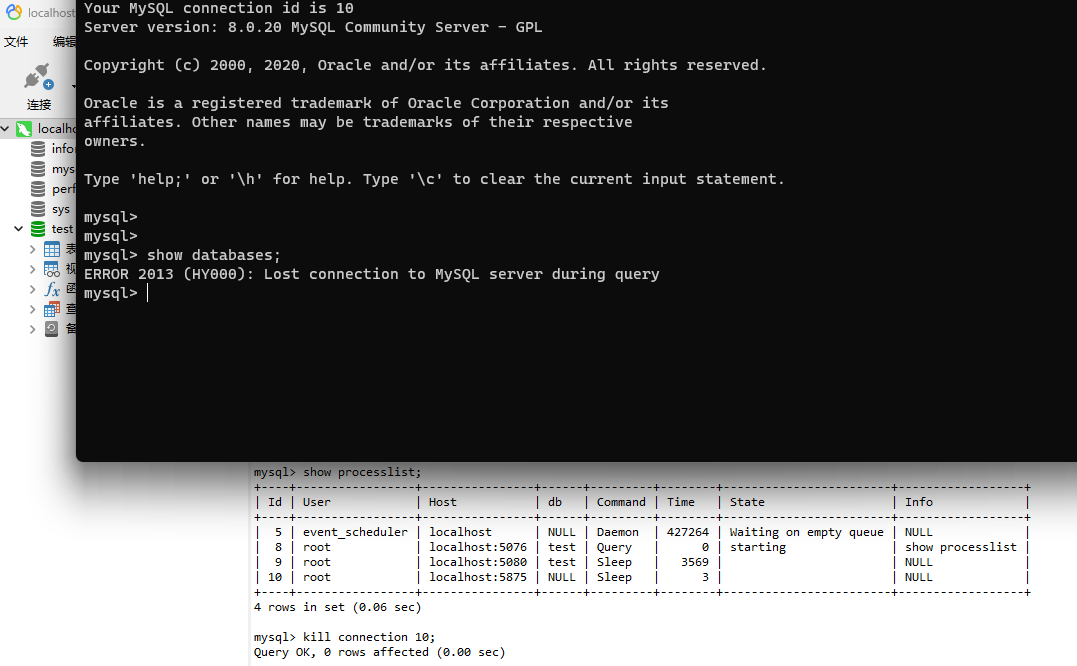 localhost
文件 编辑
连接
localho
infor
mys
perf
sys
test
表
视
函
查
备
Your MySQL connection id is 10
Server version: 8.0.20 MySQL Community Server - GPL
Copyright (c) 2000, 2020, Oracle and/or its affiliates. All rights reserved.
Oracle is a registered trademark of Oracle Corporation and/or its
affiliates. Other names may be trademarks of their respective
owners.
Type 'help;' or '\h' for help. Type '\c' to clear the current input statement.
mysql>
mysql>
mysql> show databases;
ERROR 2013 (HY000): Lost connection to MySQL server during query
mysql>
mysql> show processlist;
+----+-----------------+----------------+------+---------+--------+------------------------+------------------+
| Id | User | Host | db | Command | Time | State | Info |
+----+-----------------+----------------+------+---------+--------+------------------------+------------------+
| 5 | event_scheduler | localhost | NULL | Daemon | 427264 | Waiting on empty queue | NULL |
| 8 | root | localhost:5076 | test | Query | 0 | starting | show processlist |
| 9 | root | localhost:5080 | test | Sleep | 3569 | | NULL |
| 10 | root | localhost:5875 | NULL | Sleep | 3 | | NULL |
+----+-----------------+----------------+------+---------+--------+------------------------+------------------+
4 rows in set (0.06 sec)
mysql> kill connection 10;
Query OK, 0 rows affected (0.00 sec)